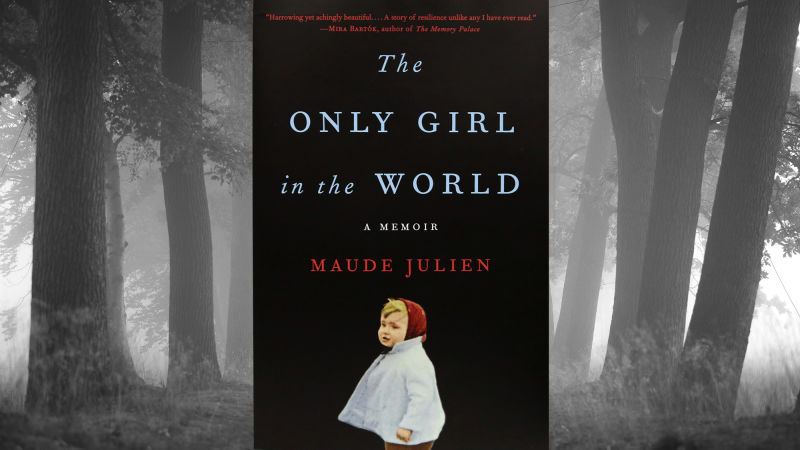 "Harrowing yet achingly beautiful.... A story of resilience unlike any I have ever read."
—Mira Bartók, author of The Memory Palace
The
ONLY GIRL
in the WORLD
A MEMOIR
MAUDE JULIEN